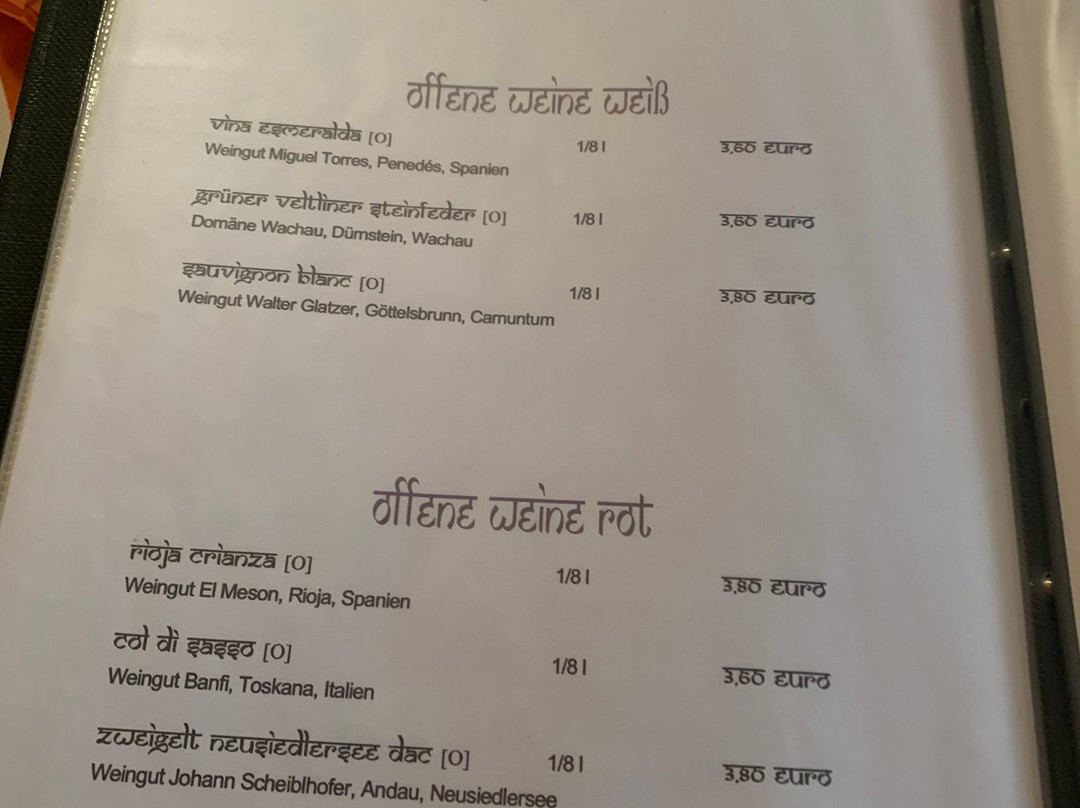 offene weine weiß
vina esmeralda [O] 1/8 l 3,60 euro
Weingut Miguel Torres, Penedés, Spanien
grüner veltliner steinfeder [O] 1/8 l 3,60 euro
Domäne Wachau, Dürnstein, Wachau
sauvignon blanc [O] 1/8 l 3,80 euro
Weingut Walter Glatzer, Göttelsbrunn, Carnuntum
offene weine rot
rioja crianza [O] 1/8 l 3,80 euro
Weingut El Meson, Rioja, Spanien
col di sasso [O] 1/8 l 3,60 euro
Weingut Banfi, Toskana, Italien
zweigelt neusiedlersee dac [O] 1/8 l 3,80 euro
Weingut Johann Scheiblhofer, Andau, Neusiedlersee